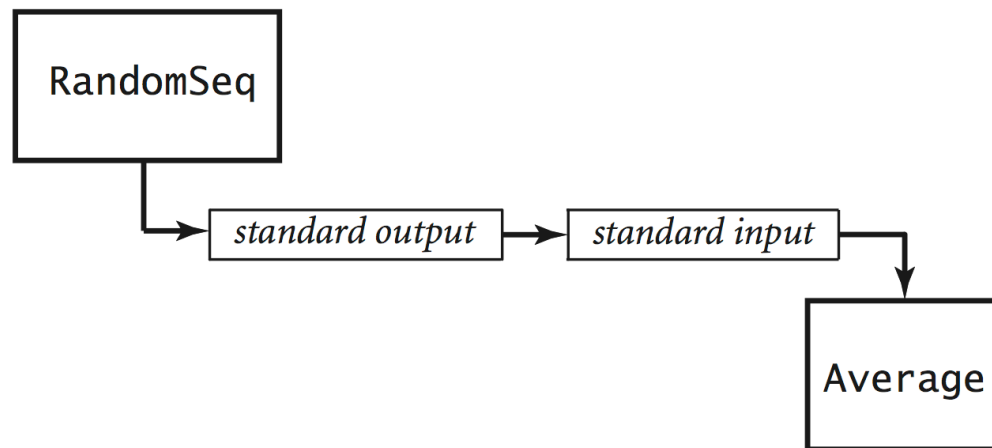 RandomSeq
standard output
standard input
Average